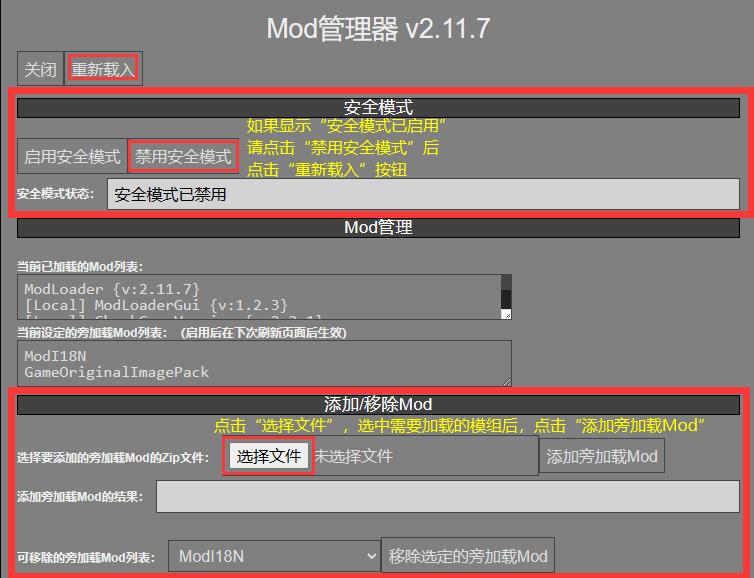 Mod管理器 v2.11.7
关闭 重新载入
安全模式
如果显示“安全模式已启用”
请点击“禁用安全模式”后
点击“重新载入”按钮
启用安全模式 禁用安全模式
安全模式状态: 安全模式已禁用
Mod管理
当前已加载的Mod列表:
ModLoader {v:2.11.7}
[Local] ModLoaderGui {v:1.2.3}
当前设定的旁加载Mod列表: (启用后在下次刷新页面后生效)
ModI18N
GameOriginalImagePack
添加/移除Mod
点击“选择文件”，选中需要加载的模组后，点击“添加旁加载Mod”
选择要添加的旁加载Mod的Zip文件: 选择文件 未选择文件 添加旁加载Mod
添加旁加载Mod的结果:
可移除的旁加载Mod列表: ModI18N 移除选定的旁加载Mod